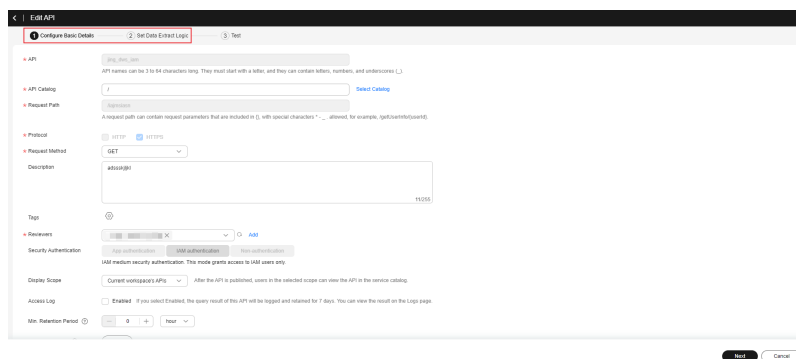 < | Edit API
1 Configure Basic Details 2 Set Data Extract Logic 3 Test
* API
API names can be 3 to 64 characters long. They must start with a letter, and they can contain letters, numbers, and underscores (_).
* API Catalog / Select Catalog
* Request Path
A request path can contain request parameters that are included in {}, with special characters * - _ . allowed, for example, /getUserInfo/{userId}.
* Protocol HTTP HTTPS
* Request Method GET
Description
11/255
Tags
* Reviewers Add
Security Authentication App authentication IAM authentication Non-authentication
IAM medium security authentication. This mode grants access to IAM users only.
Display Scope Current workspace's APIs After the API is published, users in the selected scope can view the API in the service catalog.
Access Log Enabled If you select Enabled, the query result of this API will be logged and retained for 7 days. You can view the result on the Logs page.
Min. Retention Period ? − 0 + hour
Next Cancel